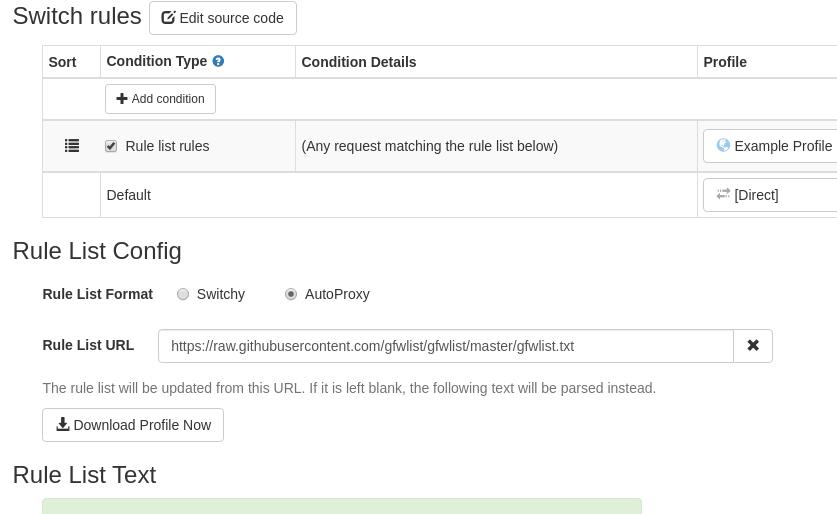 Switch rules Edit source code
Sort Condition Type ? Condition Details Profile
Add condition
Rule list rules (Any request matching the rule list below) Example Profile
Default [Direct]
Rule List Config
Rule List Format Switchy AutoProxy
Rule List URL https://raw.githubusercontent.com/gfwlist/gfwlist/master/gfwlist.txt
The rule list will be updated from this URL. If it is left blank, the following text will be parsed instead.
Download Profile Now
Rule List Text